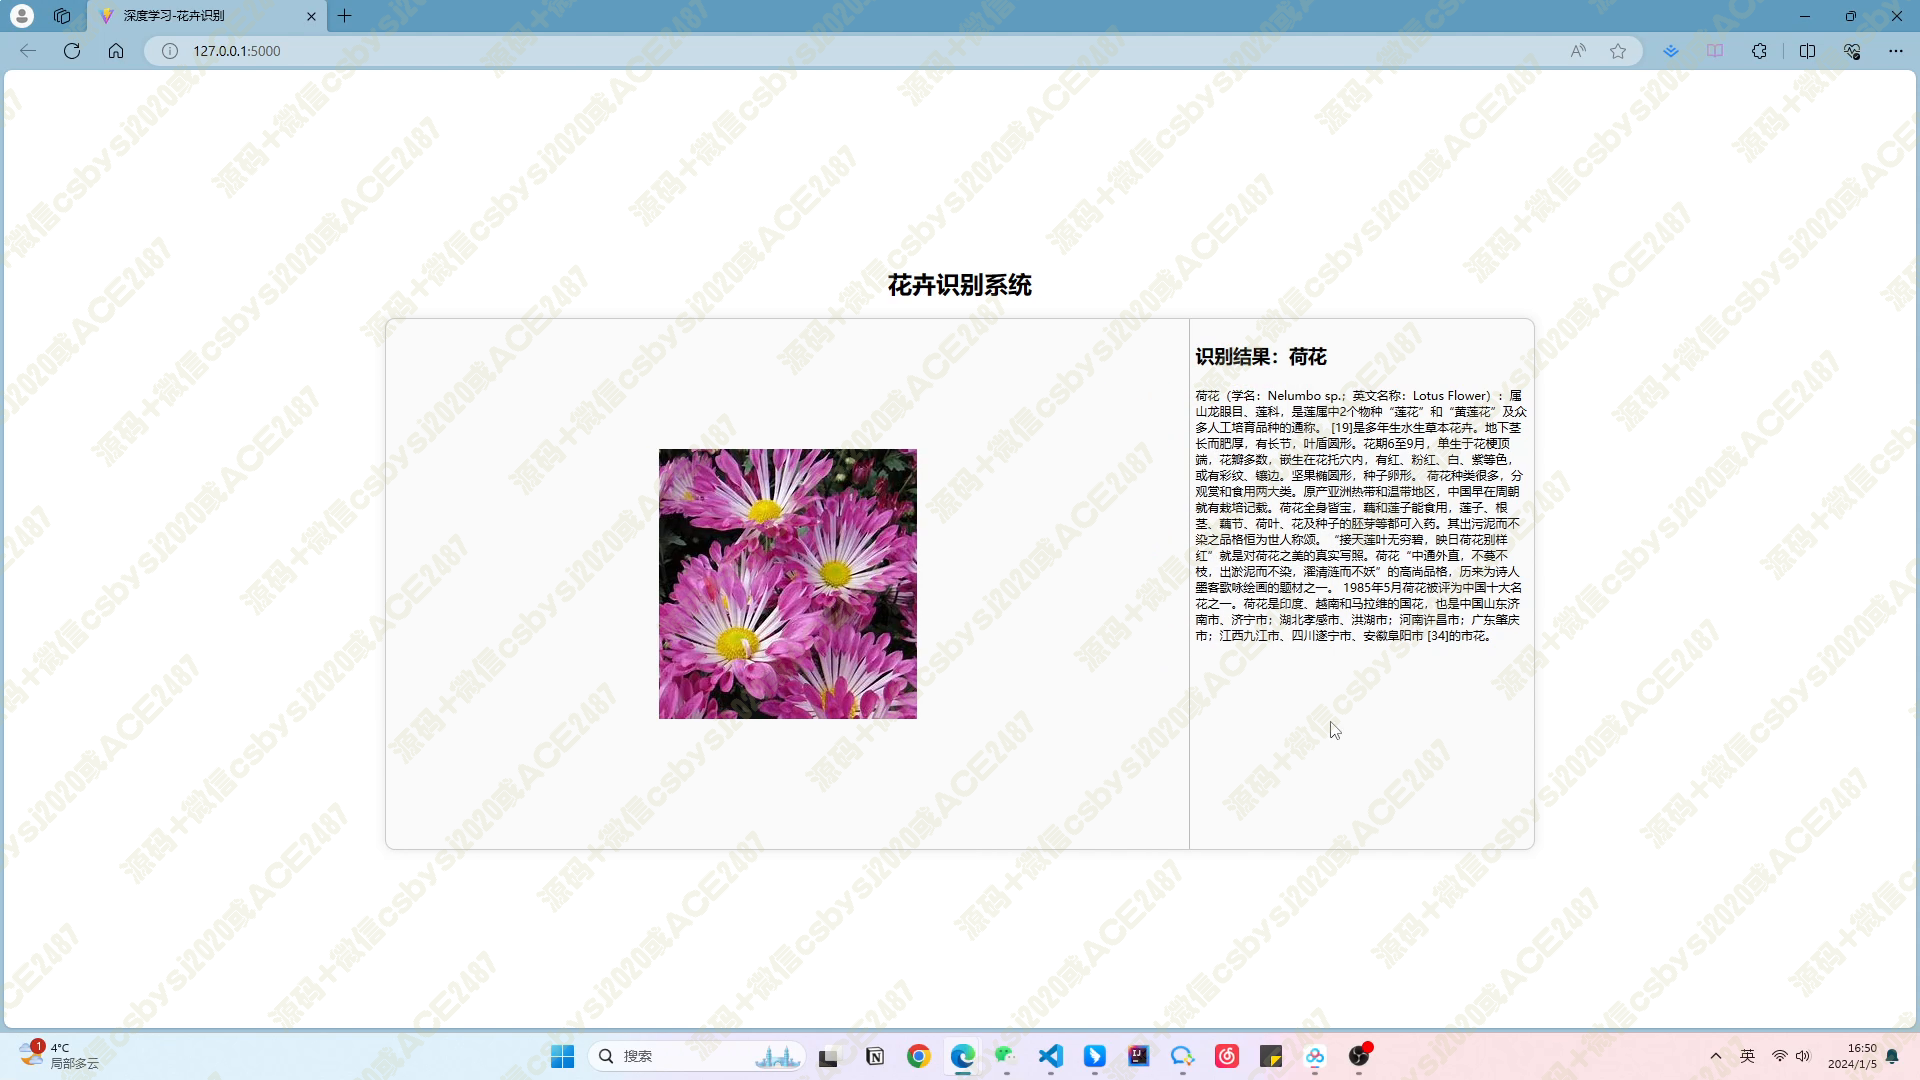 深度学习-花卉识别
127.0.0.1:5000
花卉识别系统
识别结果：荷花
荷花（学名：Nelumbo sp.；英文名称：Lotus Flower）：属
山龙眼目、莲科，是莲属中2个物种“莲花”和“黄莲花”及众
多人工培育品种的通称。 [19]是多年生水生草本花卉。地下茎
长而肥厚，有长节，叶盾圆形。花期6至9月，单生于花梗顶
端，花瓣多数，嵌生在花托穴内，有红、粉红、白、紫等色，
或有彩纹、镶边。坚果椭圆形，种子卵形。 荷花种类很多，分
观赏和食用两大类。原产亚洲热带和温带地区，中国早在周朝
就有栽培记载。荷花全身皆宝，藕和莲子能食用，莲子、根
茎、藕节、荷叶、花及种子的胚芽等都可入药。其出污泥而不
染之品格恒为世人称颂。 “接天莲叶无穷碧，映日荷花别样
红”就是对荷花之美的真实写照。荷花“中通外直，不蔓不
枝，出淤泥而不染，濯清涟而不妖”的高尚品格，历来为诗人
墨客歌咏绘画的题材之一。 1985年5月荷花被评为中国十大名
花之一。荷花是印度、越南和马拉维的国花，也是中国山东济
南市、济宁市；湖北孝感市、洪湖市；河南许昌市；广东肇庆
市；江西九江市、四川遂宁市、安徽阜阳市 [34]的市花。
源码+微信csbysj2020或ACE2487
1
4°C
局部多云
搜索
英
16:50
2024/1/5